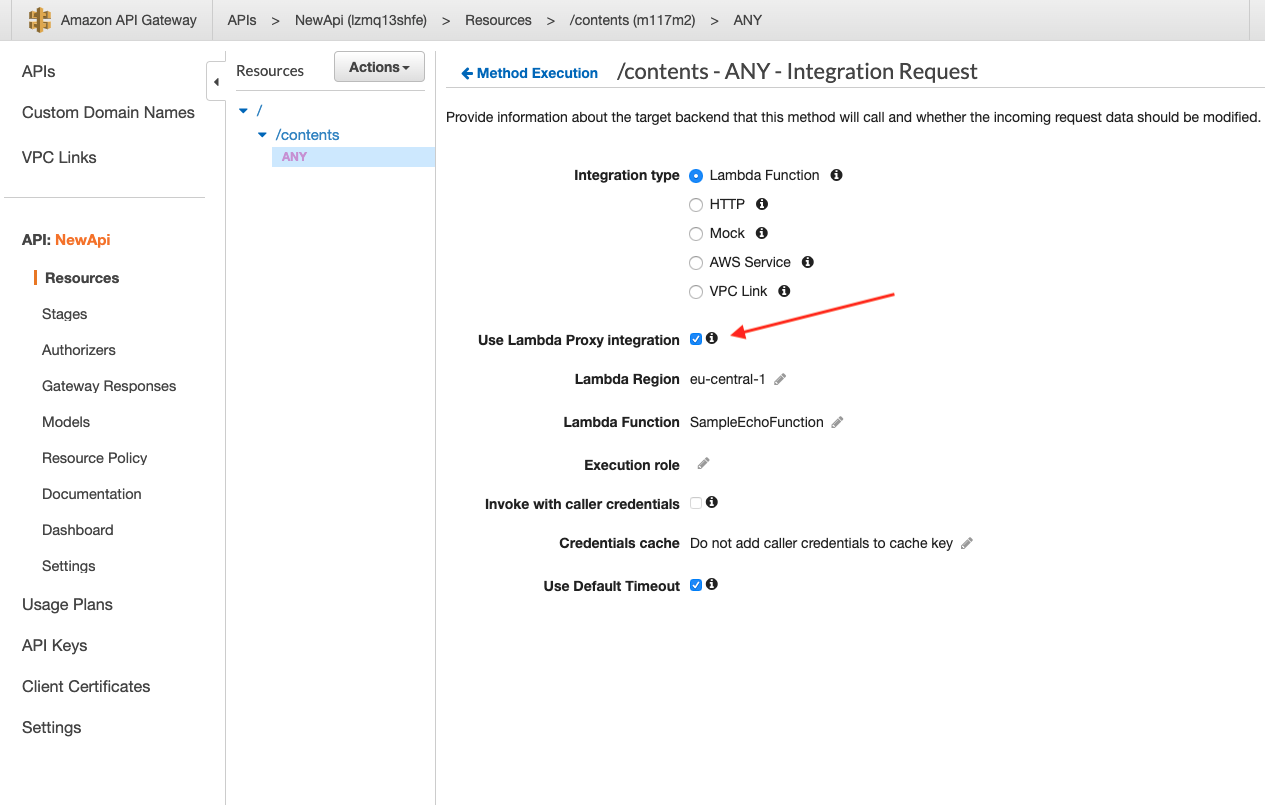 Amazon API Gateway
APIs > NewApi (lzmq13shfe) > Resources > /contents (m117m2) > ANY
APIs
Custom Domain Names
VPC Links
API: NewApi
Resources
Stages
Authorizers
Gateway Responses
Models
Resource Policy
Documentation
Dashboard
Settings
Usage Plans
API Keys
Client Certificates
Settings
Resources
Actions
/
/contents
ANY
Method Execution
/contents - ANY - Integration Request
Provide information about the target backend that this method will call and whether the incoming request data should be modified.
Integration type
Lambda Function
HTTP
Mock
AWS Service
VPC Link
Use Lambda Proxy integration
Lambda Region eu-central-1
Lambda Function SampleEchoFunction
Execution role
Invoke with caller credentials
Credentials cache Do not add caller credentials to cache key
Use Default Timeout